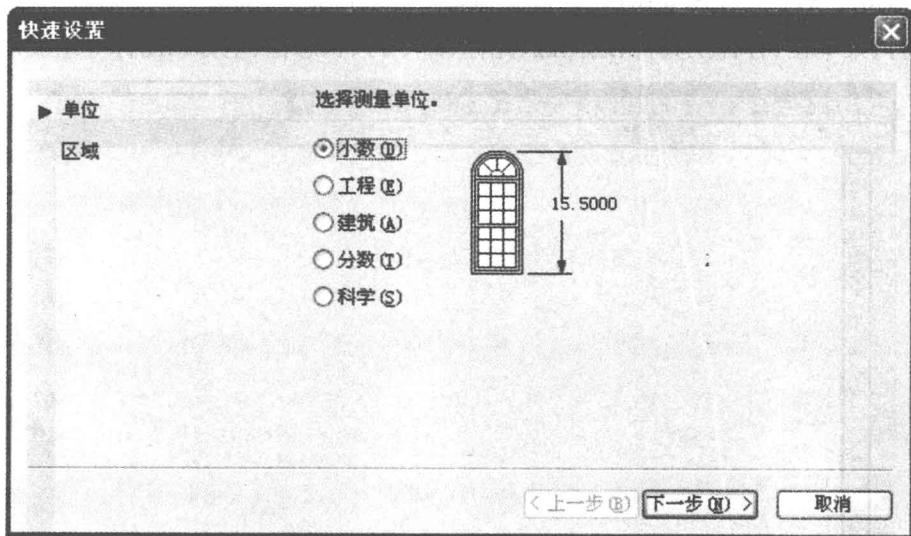 快速设置
单位
区域
选择测量单位。
小数(D)
工程(E)
建筑(A)
分数(T)
科学(S)
15.5000
< 上一步(B)
下一步(N) >
取消